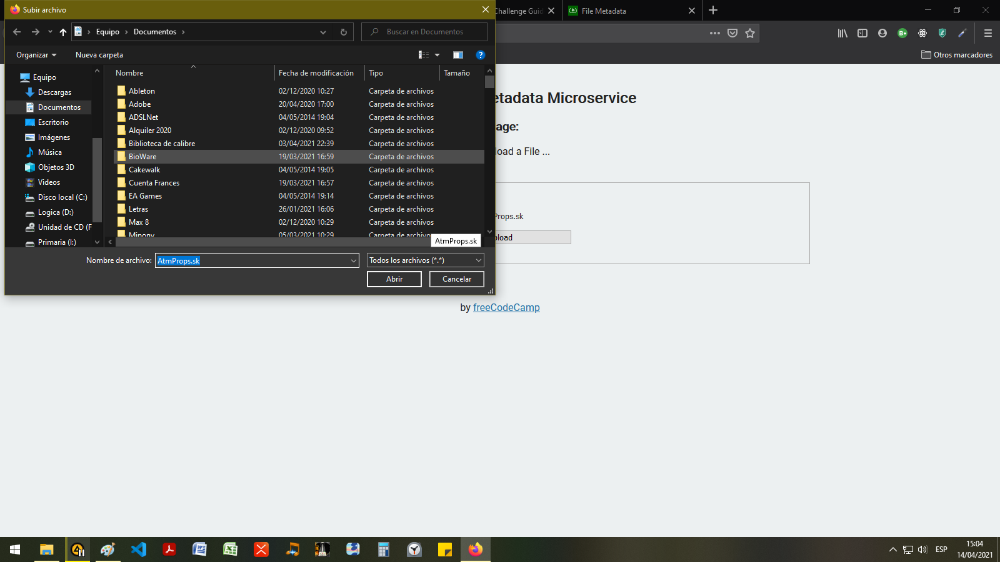 Subir archivo
Challenge Guid
File Metadata
Equipo
Documentos
Buscar en Documentos
Organizar
Nueva carpeta
Otros marcadores
Equipo
Descargas
Documentos
Escritorio
Imágenes
Música
Objetos 3D
Videos
Disco local (C:)
Logica (D:)
Unidad de CD (F
Primaria (I:)
Nombre Fecha de modificación Tipo Tamaño
Ableton 02/12/2020 10:27 Carpeta de archivos
Adobe 20/04/2020 17:00 Carpeta de archivos
ADSLNet 04/05/2014 19:04 Carpeta de archivos
Alquiler 2020 02/12/2020 09:52 Carpeta de archivos
Biblioteca de calibre 03/04/2021 22:39 Carpeta de archivos
BioWare 19/03/2021 16:59 Carpeta de archivos
Cakewalk 04/05/2014 19:05 Carpeta de archivos
Cuenta Frances 19/03/2021 16:57 Carpeta de archivos
EA Games 04/05/2014 19:14 Carpeta de archivos
Letras 26/01/2021 16:06 Carpeta de archivos
Max 8 02/12/2020 10:29 Carpeta de archivos
05/03/2021 10:29 Carpeta de archivos
AtmProps.sk
Nombre de archivo: AtmProps.sk Todos los archivos (*.*)
Abrir Cancelar
etadata Microservice
age:
load a File ...
Props.sk
pload
by freeCodeCamp
ESP
15:04
14/04/2021